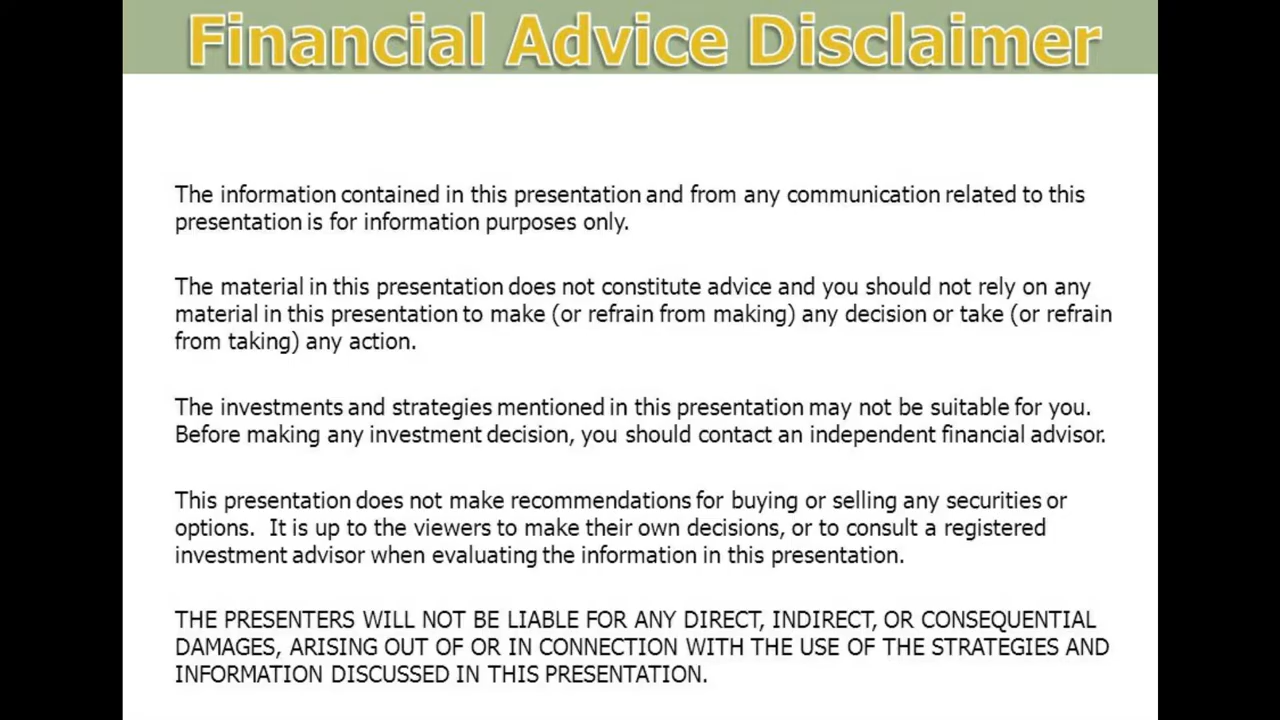 Financial Advice Disclaimer
The information contained in this presentation and from any communication related to this
presentation is for information purposes only.
The material in this presentation does not constitute advice and you should not rely on any
material in this presentation to make (or refrain from making) any decision or take (or refrain
from taking) any action.
The investments and strategies mentioned in this presentation may not be suitable for you.
Before making any investment decision, you should contact an independent financial advisor.
This presentation does not make recommendations for buying or selling any securities or
options.  It is up to the viewers to make their own decisions, or to consult a registered
investment advisor when evaluating the information in this presentation.
THE PRESENTERS WILL NOT BE LIABLE FOR ANY DIRECT, INDIRECT, OR CONSEQUENTIAL
DAMAGES, ARISING OUT OF OR IN CONNECTION WITH THE USE OF THE STRATEGIES AND
INFORMATION DISCUSSED IN THIS PRESENTATION.